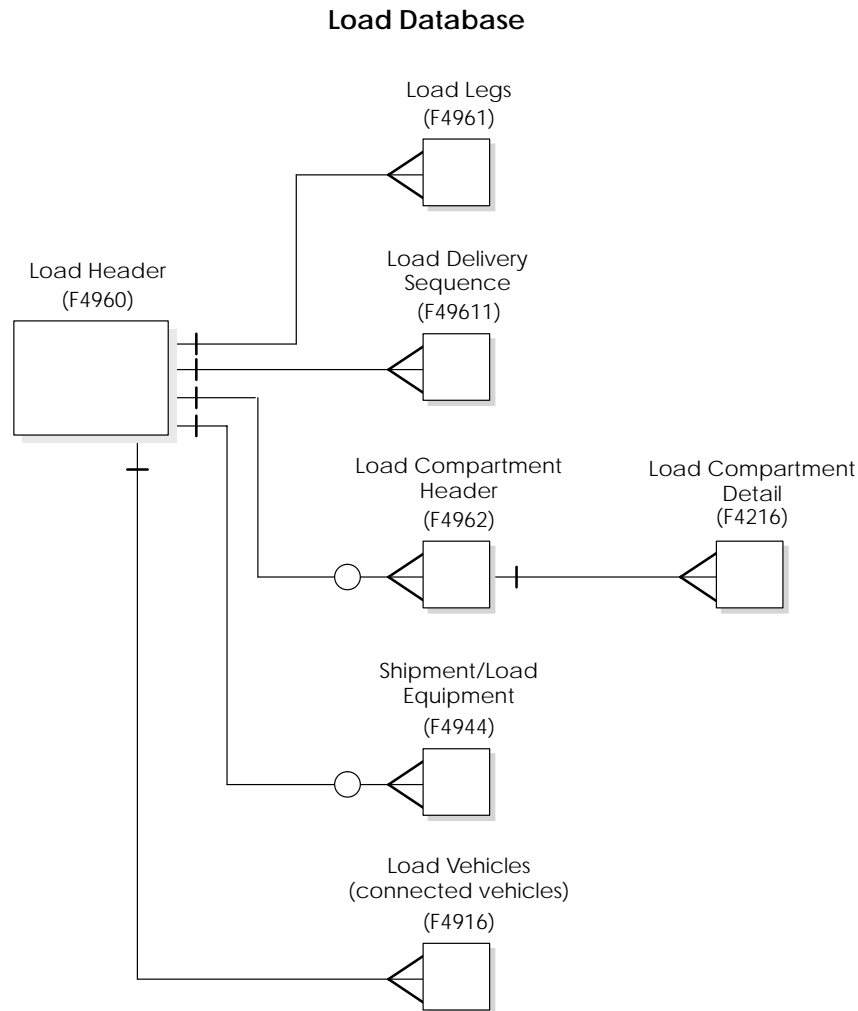 Load Database
Load Legs
(F4961)
Load Delivery
Sequence
(F49611)
Load Header
(F4960)
Load Compartment
Header
(F4962)
Load Compartment
Detail
(F4216)
Shipment/Load
Equipment
(F4944)
Load Vehicles
(connected vehicles)
(F4916)